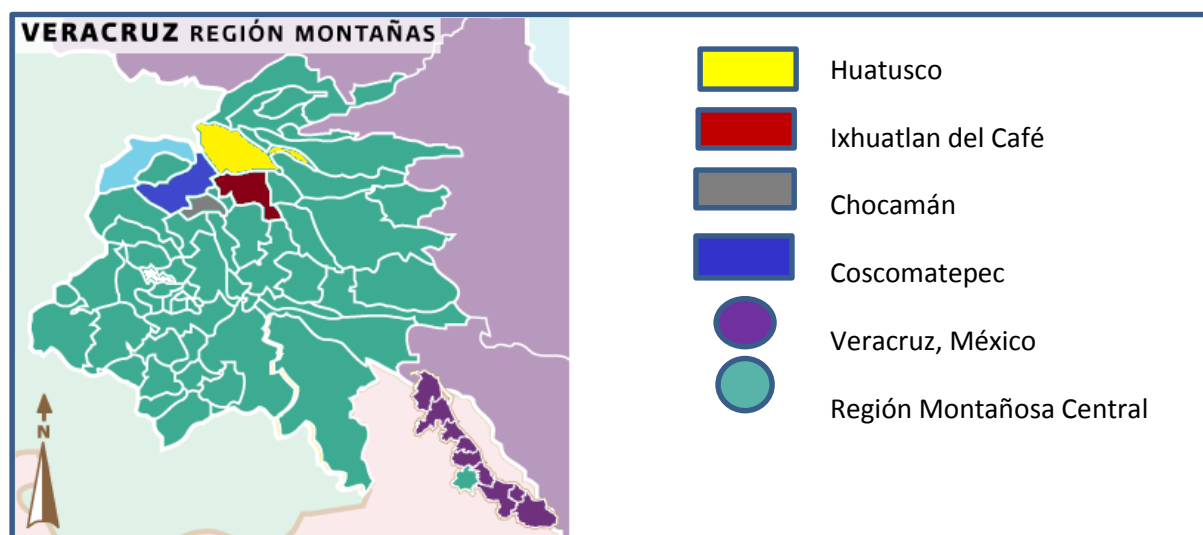 VERACRUZ REGIÓN MONTAÑAS
Huatusco
Ixhuatlan del Café
Chocamán
Coscomatepec
Veracruz, México
Región Montañosa Central
N